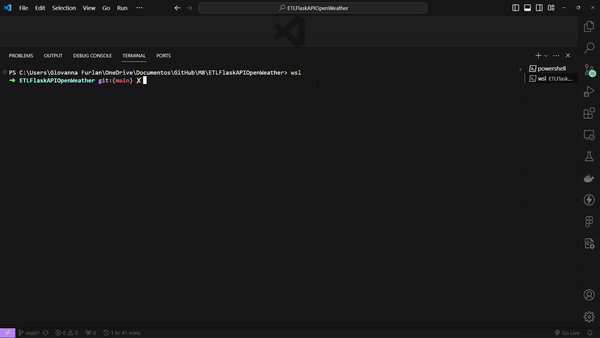 File Edit Selection View Go Run ··· ETLFlaskAPIOpenWeather
PROBLEMS OUTPUT DEBUG CONSOLE TERMINAL PORTS
PS C:\Users\Giovanna Furlan\OneDrive\Documentos\GitHub\M8\ETLFlaskAPIOpenWeather> wsl
➜ ETLFlaskAPIOpenWeather git:(main) ✗
powershell
wsl ETLFlask...
main* 0 0 0 1 hr 41 mins Go Live